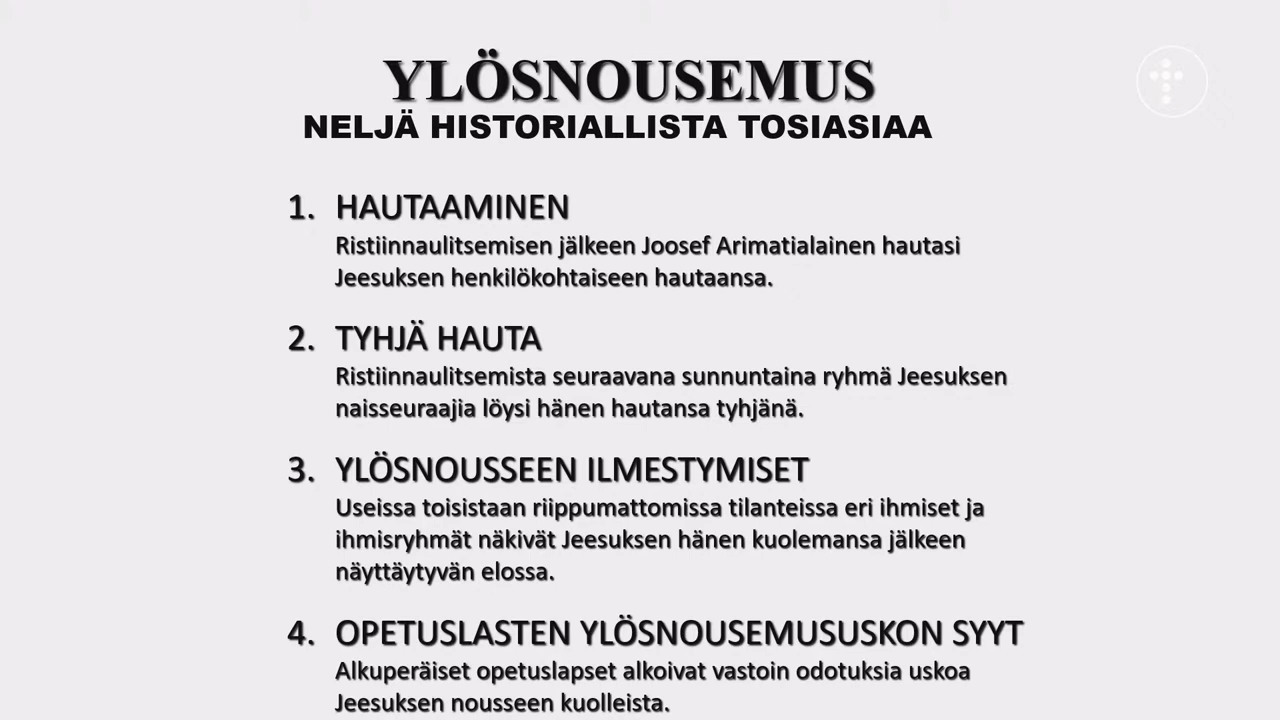 YLÖSNOUSEMUS
NELJÄ HISTORIALLISTA TOSIASIAA
1. HAUTAAMINEN
Ristiinnaulitsemisen jälkeen Joosef Arimatialainen hautasi
Jeesuksen henkilökohtaiseen hautaansa.
2. TYHJÄ HAUTA
Ristiinnaulitsemista seuraavana sunnuntaina ryhmä Jeesuksen
naisseuraajia löysi hänen hautansa tyhjänä.
3. YLÖSNOUSSEEN ILMESTYMISET
Useissa toisistaan riippumattomissa tilanteissa eri ihmiset ja
ihmisryhmät näkivät Jeesuksen hänen kuolemansa jälkeen
näyttäytyvän elossa.
4. OPETUSLASTEN YLÖSNOUSEMUSUSKON SYYT
Alkuperäiset opetuslapset alkoivat vastoin odotuksia uskoa
Jeesuksen nousseen kuolleista.